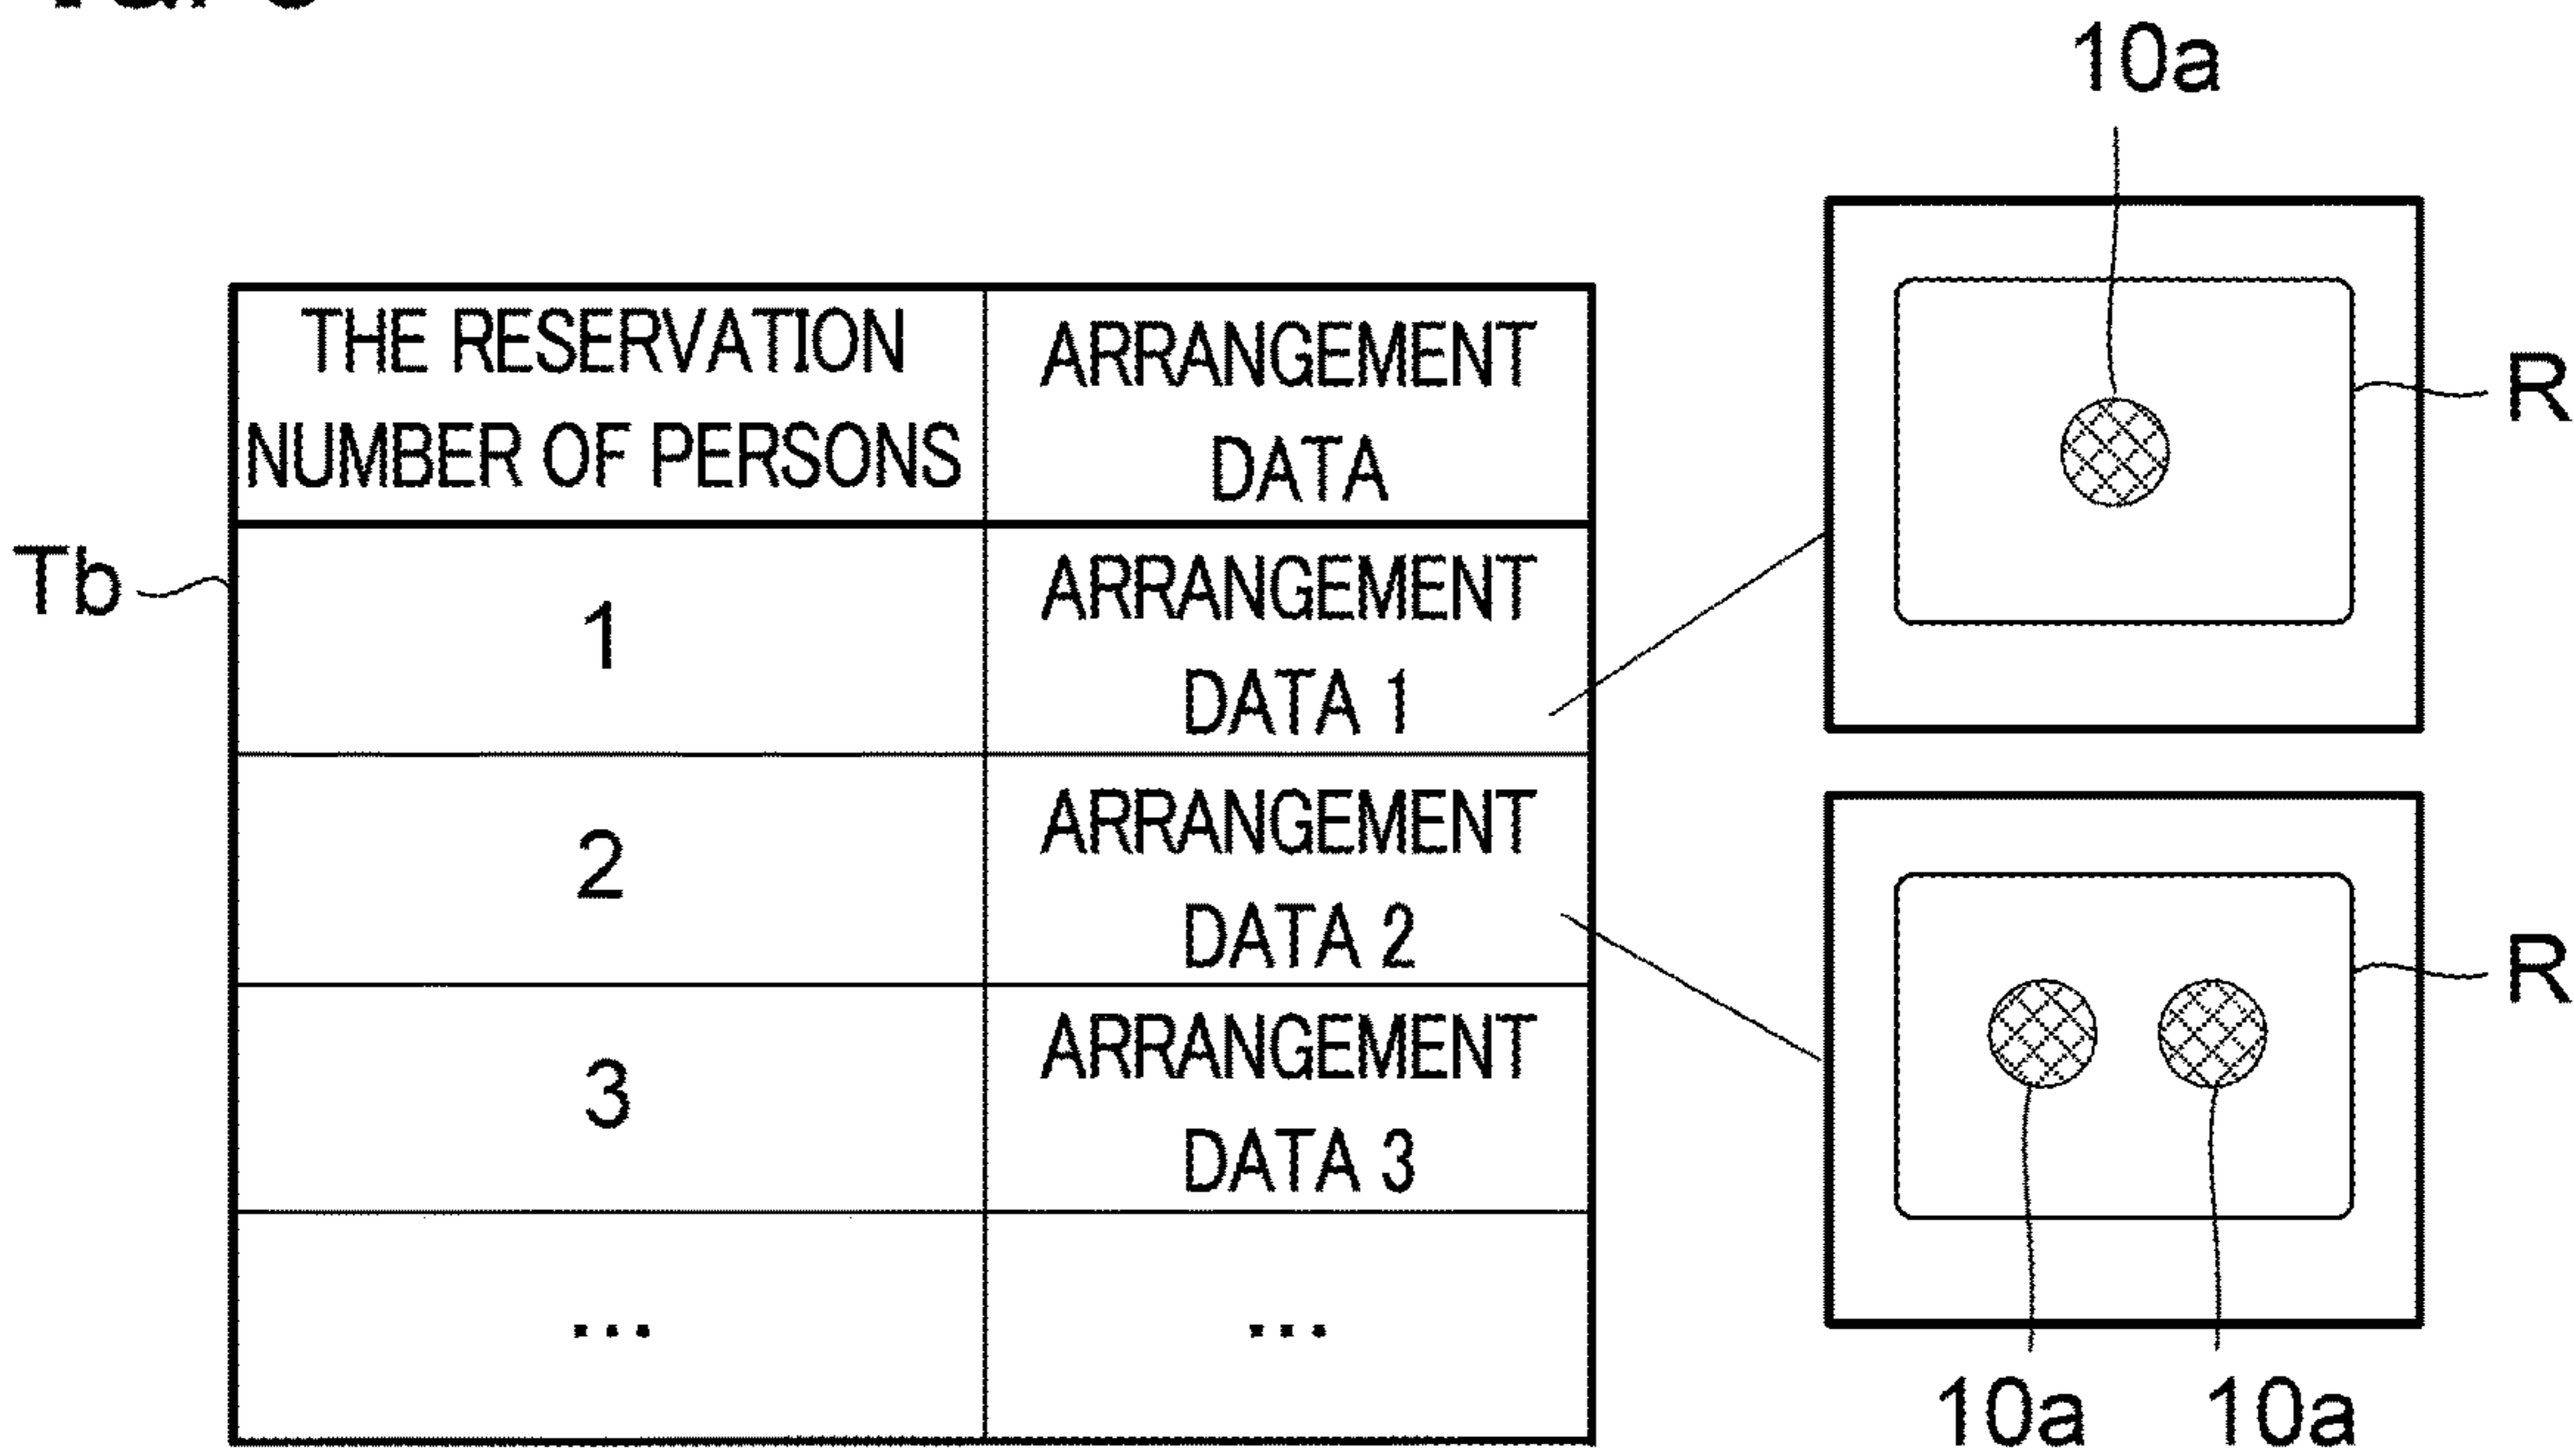 10a
THE RESERVATION
NUMBER OF PERSONS
ARRANGEMENT
DATA
R
Tb
1
ARRANGEMENT
DATA 1
2
ARRANGEMENT
DATA 2
R
3
ARRANGEMENT
DATA 3
...
...
10a
10a